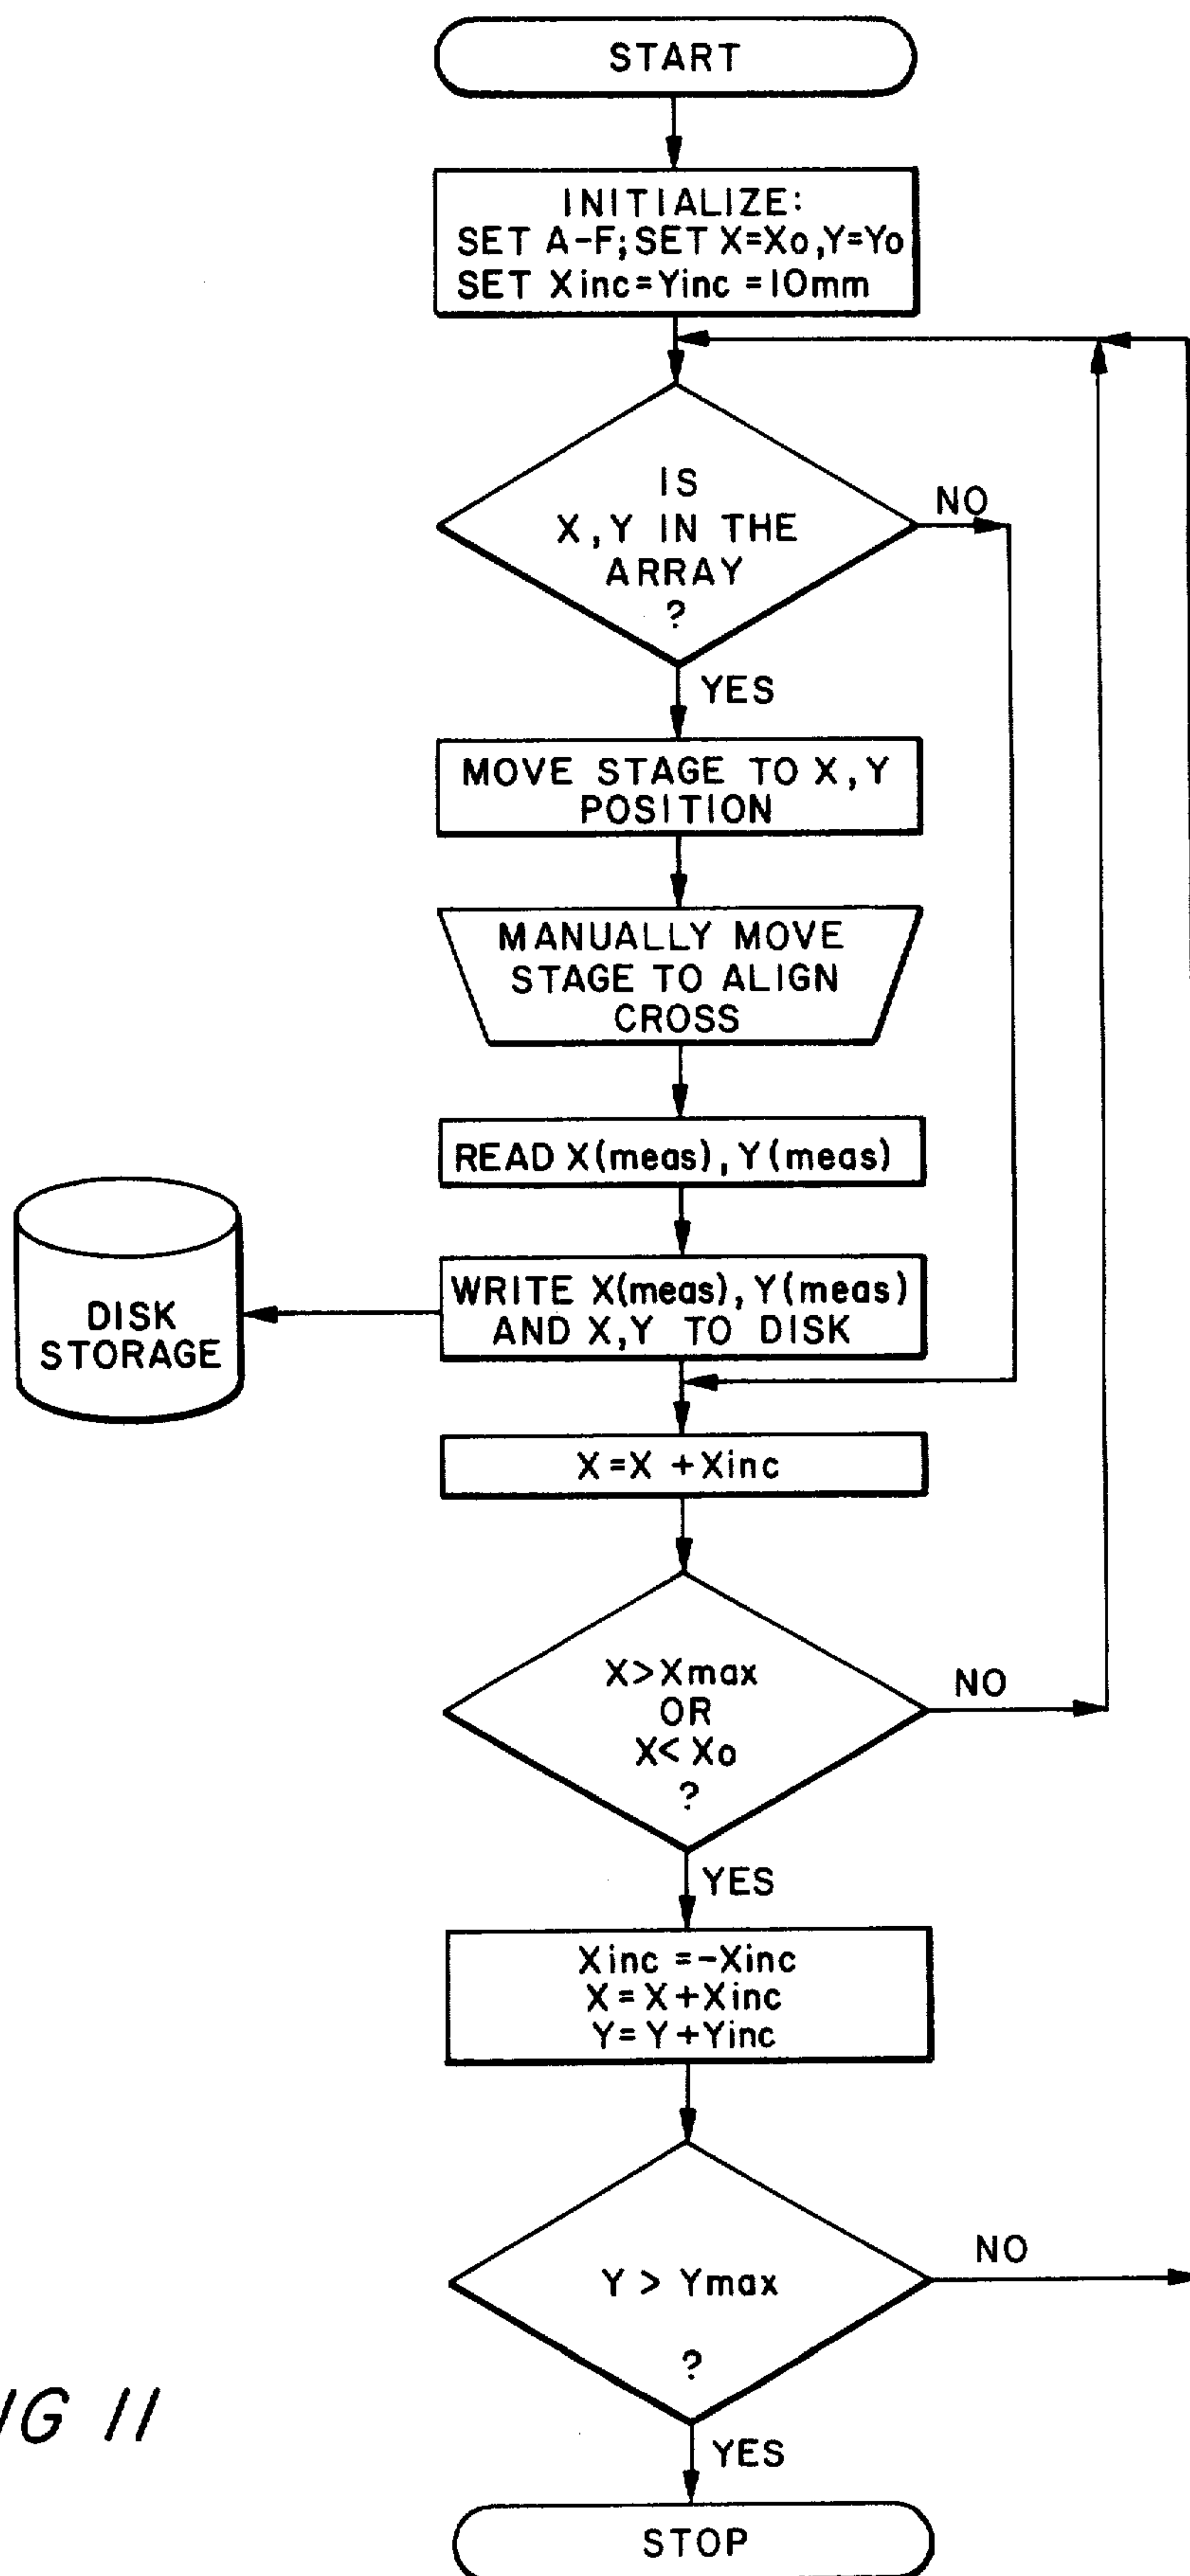 START
INITIALIZE:
SET A-F; SET X=Xo, Y=Yo
SET Xinc=Yinc=10mm
IS
X,Y IN THE
ARRAY
?
NO
YES
MOVE STAGE TO X,Y
POSITION
MANUALLY MOVE
STAGE TO ALIGN
CROSS
READ X(meas), Y(meas)
WRITE X(meas), Y(meas)
AND X,Y TO DISK
DISK
STORAGE
X=X+Xinc
X>Xmax
OR
X<Xo
?
NO
YES
Xinc=-Xinc
X=X+Xinc
Y=Y+Yinc
Y > Ymax
?
NO
YES
STOP
IG 11